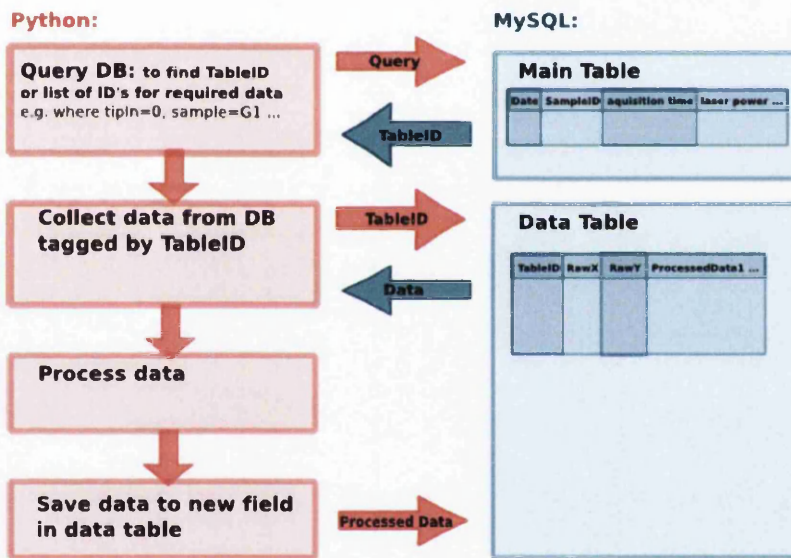 Python:
MySQL:
Query DB: to find TableID
or list of ID's for required data
e.g. where tipIn=0, sample=G1 ...
Query
TableID
Main Table
Date SampleID aquisition time laser power ...
Collect data from DB
tagged by TableID
TableID
Data
Data Table
TableID RawX RawY ProcessedData1 ...
Process data
Save data to new field
in data table
Processed Data